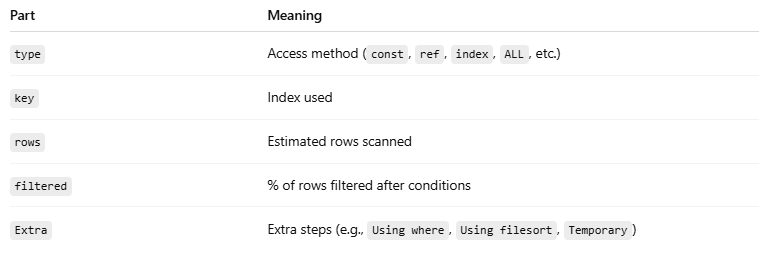 Part Meaning
type Access method (const, ref, index, ALL, etc.)
key Index used
rows Estimated rows scanned
filtered % of rows filtered after conditions
Extra Extra steps (e.g., Using where, Using filesort, Temporary)